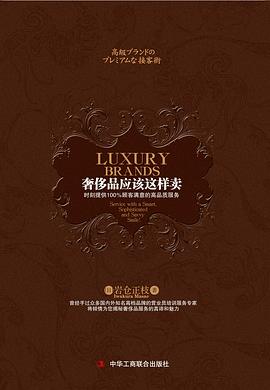 高級ブランドの
プレミアムな接客術
LUXURY
BRANDS
奢侈品应该这样卖
时刻提供100%顾客满意的高品质服务
Service with a Smart,
Sophisticated
and Savvy
Smile!
[日]岩仓正枝 著
Iwakura Masae
曾经手过众多国内外知名高档品牌的营业员培训服务专家
将倾情为您揭秘奢侈品服务的真谛和魅力
中华工商联合出版社